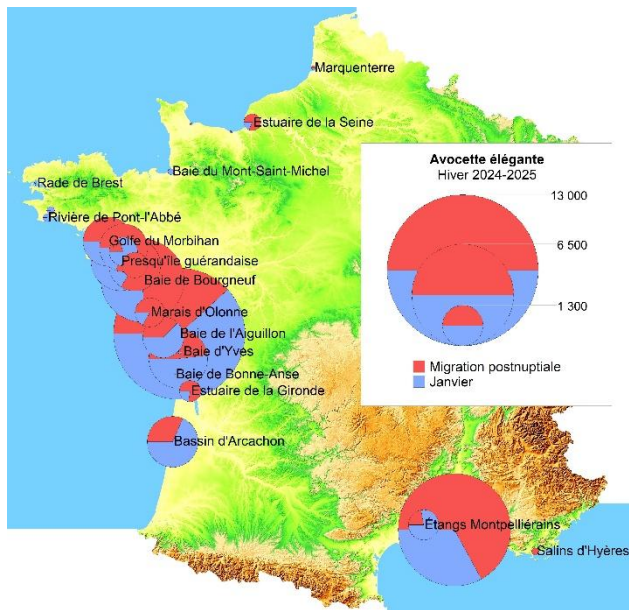 Marquenterre
Estuaire de la Seine
Baie du Mont-Saint-Michel
Rade de Brest
Rivière de Pont-l'Abbé
Golfe du Morbihan
Presqu'île guérandaise
Baie de Bourgneuf
Marais d'Olonne
Baie de l'Aiguillon
Baie d'Yves
Baie de Bonne-Anse
Estuaire de la Gironde
Bassin d'Arcachon
Étangs Montpelliérains
Salins d'Hyères
Avocette élégante
Hiver 2024-2025
13 000
6 500
1 300
Migration postnuptiale
Janvier